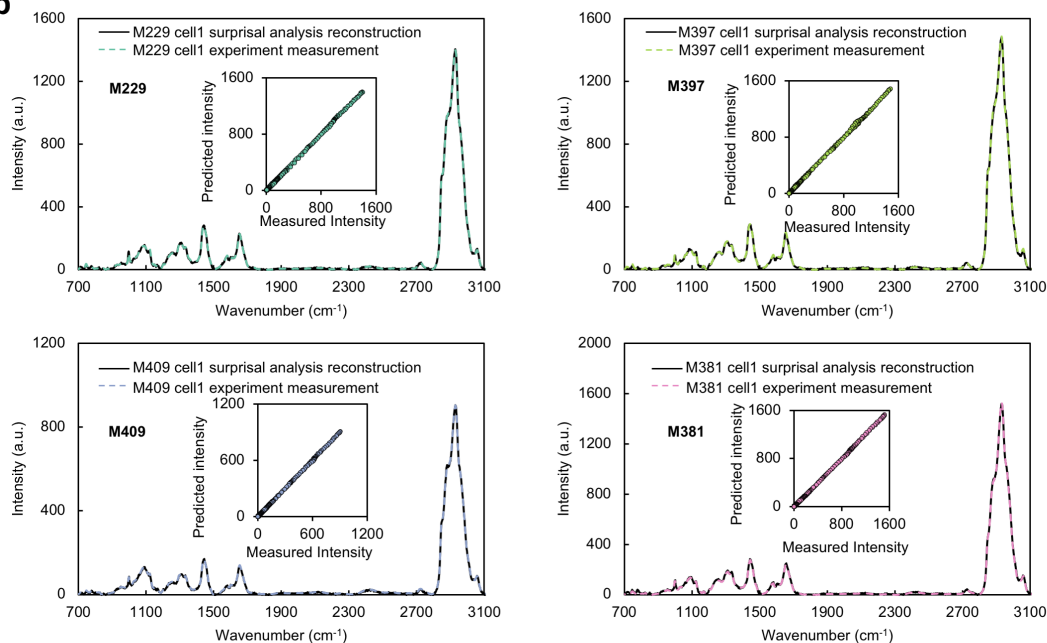 b
1600
1200
800
400
0
Intensity (a.u.)
M229 cell1 surprisal analysis reconstruction
M229 cell1 experiment measurement
M229
1600
800
0
Predicted intensity
0 800 1600
Measured Intensity
700 1100 1500 1900 2300 2700 3100
Wavenumber (cm-1)
1600
1200
800
400
0
Intensity (a.u.)
M397 cell1 surprisal analysis reconstruction
M397 cell1 experiment measurement
M397
1600
800
0
Predicted intensity
0 800 1600
Measured Intensity
700 1100 1500 1900 2300 2700 3100
Wavenumber (cm-1)
1200
800
400
0
Intensity (a.u.)
M409 cell1 surprisal analysis reconstruction
M409 cell1 experiment measurement
M409
1200
600
0
Predicted intensity
0 600 1200
Measured Intensity
700 1100 1500 1900 2300 2700 3100
Wavenumber (cm-1)
2000
1600
1200
800
400
0
Intensity (a.u.)
M381 cell1 surprisal analysis reconstruction
M381 cell1 experiment measurement
M381
1600
800
0
Predicted intensity
0 800 1600
Measured Intensity
700 1100 1500 1900 2300 2700 3100
Wavenumber (cm-1)